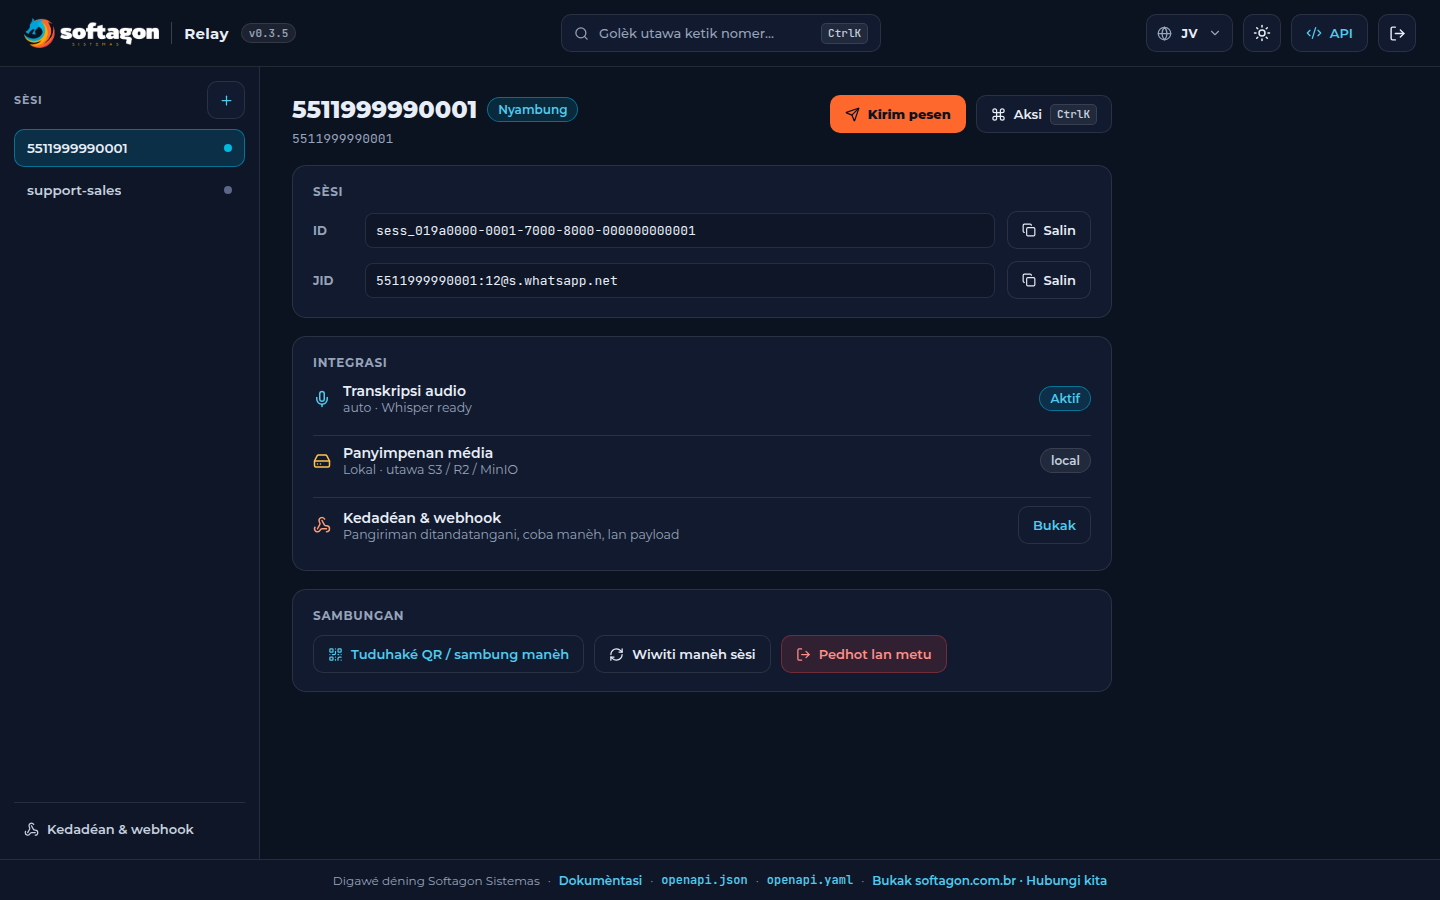 softagon
SISTEMAS
Relay
v0.3.5
Golèk utawa ketik nomer...
CtrlK
JV
API
SÈSI
5511999990001
support-sales
5511999990001
Nyambung
5511999990001
Kirim pesen
Aksi
CtrlK
SÈSI
ID
sess_019a0000-0001-7000-8000-000000000001
Salin
JID
5511999990001:12@s.whatsapp.net
Salin
INTEGRASI
Transkripsi audio
auto · Whisper ready
Aktif
Panyimpenan média
Lokal · utawa S3 / R2 / MinIO
local
Kedadéan & webhook
Pangiriman ditandatangani, coba manèh, lan payload
Bukak
SAMBUNGAN
Tuduhaké QR / sambung manèh
Wiwiti manèh sèsi
Pedhot lan metu
Kedadéan & webhook
Digawé déning Softagon Sistemas · Dokumèntasi · openapi.json · openapi.yaml · Bukak softagon.com.br · Hubungi kita